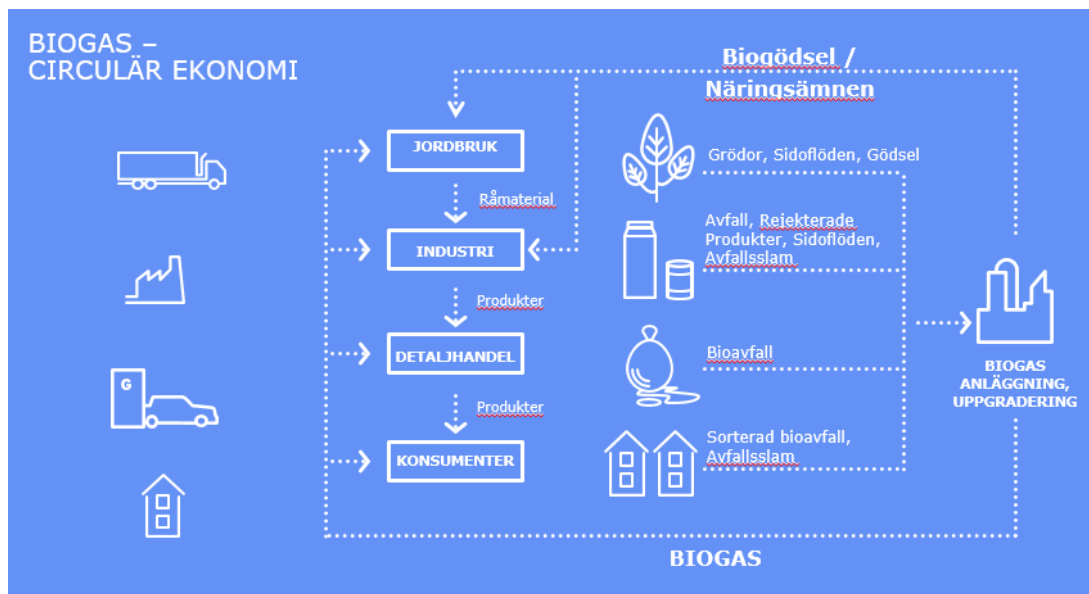 BIOGAS –
CIRCULÄR EKONOMI
Biogödsel /
Näringsämnen
JORDBRUK
Grödor, Sidoflöden, Gödsel
Råmaterial
Avfall, Rejekterade
Produkter, Sidoflöden,
Avfallsslam
INDUSTRI
Produkter
DETALJHANDEL
Bioavfall
BIOGAS
ANLÄGGNING,
UPPGRADERING
G
Produkter
KONSUMENTER
Sorterad bioavfall,
Avfallsslam
BIOGAS